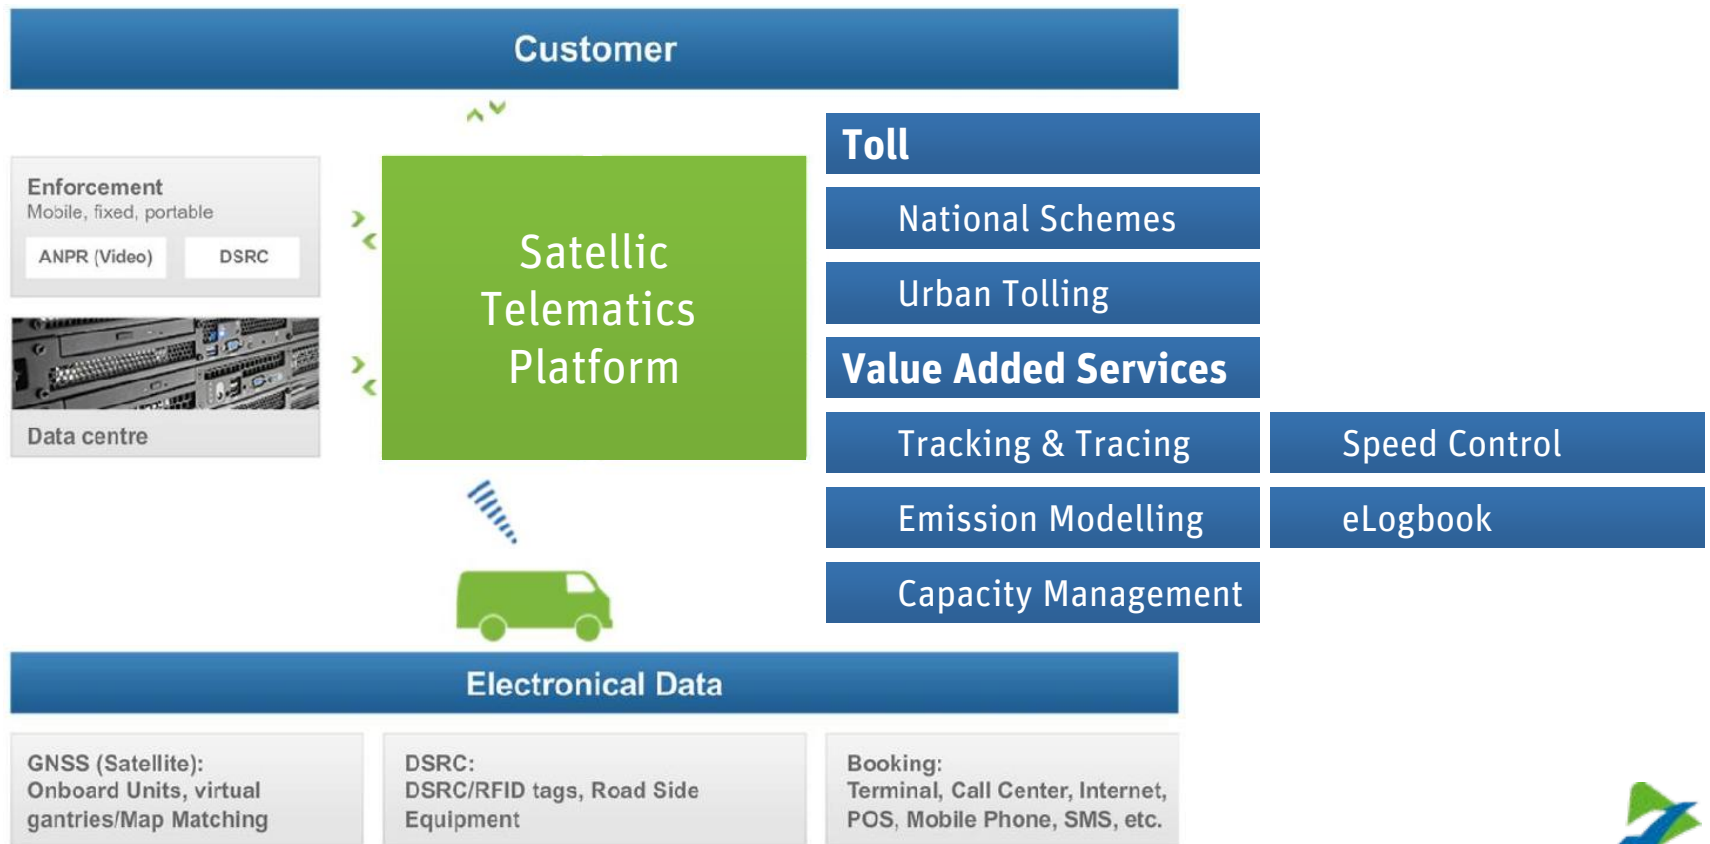 Customer
Enforcement
Mobile, fixed, portable
ANPR (Video)
DSRC
Data centre
Satellic
Telematics
Platform
Toll
National Schemes
Urban Tolling
Value Added Services
Tracking & Tracing
Speed Control
Emission Modelling
eLogbook
Capacity Management
Electronical Data
GNSS (Satellite):
Onboard Units, virtual
gantries/Map Matching
DSRC:
DSRC/RFID tags, Road Side
Equipment
Booking:
Terminal, Call Center, Internet,
POS, Mobile Phone, SMS, etc.